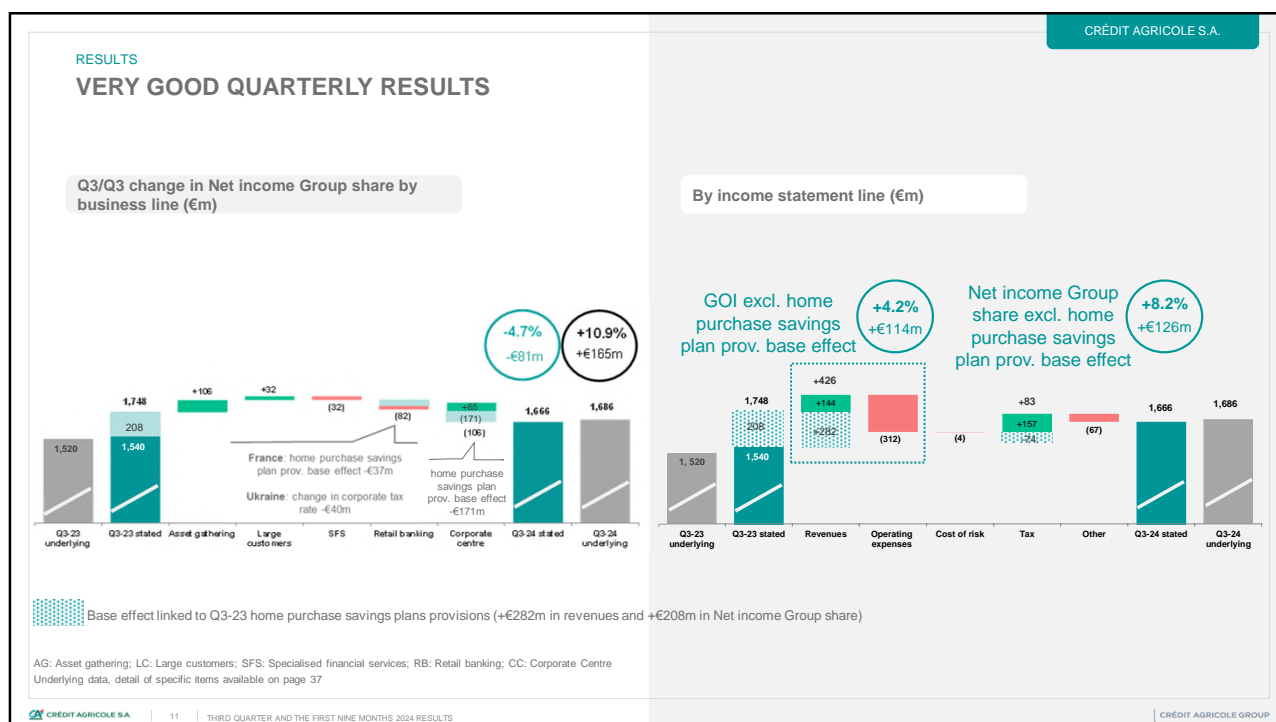 CRÉDIT AGRICOLE S.A.
RESULTS
VERY GOOD QUARTERLY RESULTS
Q3/Q3 change in Net income Group share by
business line (€m)
-4.7%
-€81m
+10.9%
+€165m
1,520
1,748
208
1,540
+106
+32
(32)
(82)
+65
(171)
(106)
1,666
1,686
France: home purchase savings
plan prov. base effect -€37m
Ukraine: change in corporate tax
rate -€40m
home purchase
savings plan
prov. base effect
-€171m
Q3-23
underlying
Q3-23 stated
Asset gathering
Large
customers
SFS
Retail banking
Corporate
centre
Q3-24 stated
Q3-24
underlying
By income statement line (€m)
GOI excl. home
purchase savings
plan prov. base effect
+4.2%
+€114m
Net income Group
share excl. home
purchase savings
plan prov. base effect
+8.2%
+€126m
1, 520
1,748
208
1,540
+426
+144
+282
(312)
(4)
+83
+157
-74
(67)
1,666
1,686
Q3-23
underlying
Q3-23 stated
Revenues
Operating
expenses
Cost of risk
Tax
Other
Q3-24 stated
Q3-24
underlying
Base effect linked to Q3-23 home purchase savings plans provisions (+€282m in revenues and +€208m in Net income Group share)
AG: Asset gathering; LC: Large customers; SFS: Specialised financial services; RB: Retail banking; CC: Corporate Centre
Underlying data, detail of specific items available on page 37
CRÉDIT AGRICOLE S.A.
11
THIRD QUARTER AND THE FIRST NINE MONTHS 2024 RESULTS
CRÉDIT AGRICOLE GROUP